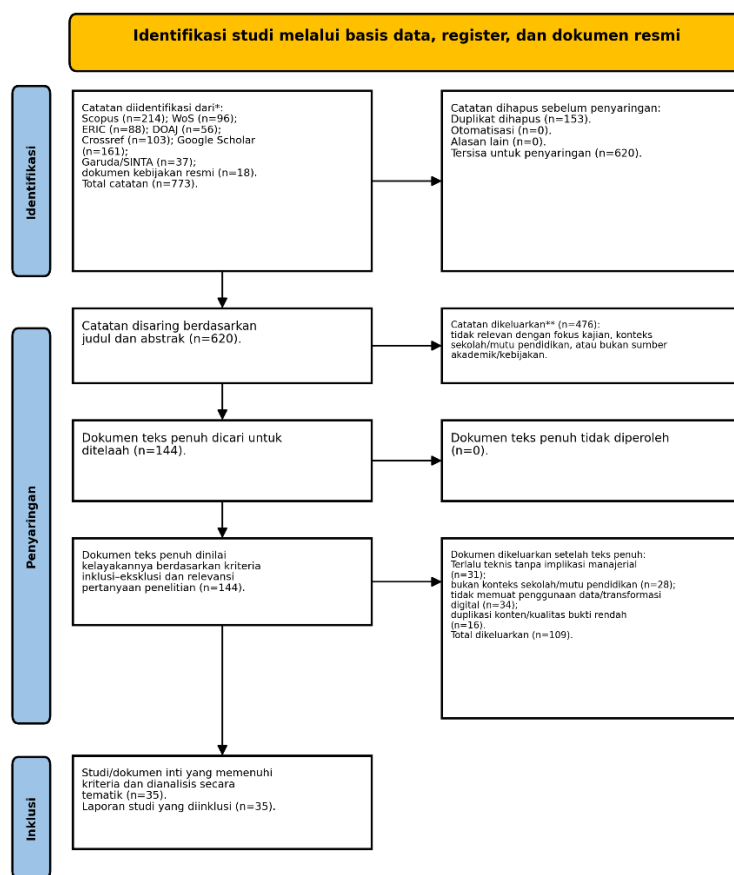 Identifikasi studi melalui basis data, register, dan dokumen resmi
Identifikasi
Catatan diidentifikasi dari*:
Scopus (n=214); WoS (n=96);
ERIC (n=88); DOAJ (n=56);
Crossref (n=103); Google Scholar
(n=161);
Garuda/SINTA (n=37);
dokumen kebijakan resmi (n=18).
Total catatan (n=773).
Catatan dihapus sebelum penyaringan:
Duplikat dihapus (n=153).
Otomatisasi (n=0).
Alasan lain (n=0).
Tersisa untuk penyaringan (n=620).
Penyaringan
Catatan disaring berdasarkan
judul dan abstrak (n=620).
Catatan dikeluarkan** (n=476):
tidak relevan dengan fokus kajian, konteks
sekolah/mutu pendidikan, atau bukan sumber
akademik/kebijakan.
Dokumen teks penuh dicari untuk
ditelaah (n=144).
Dokumen teks penuh tidak diperoleh
(n=0).
Dokumen teks penuh dinilai
kelayakannya berdasarkan kriteria
inklusi–eksklusi dan relevansi
pertanyaan penelitian (n=144).
Dokumen dikeluarkan setelah teks penuh:
Terlalu teknis tanpa implikasi manajerial
(n=31);
bukan konteks sekolah/mutu pendidikan (n=28);
tidak memuat penggunaan data/transformasi
digital (n=34);
duplikasi konten/kualitas bukti rendah
(n=16).
Total dikeluarkan (n=109).
Inklusi
Studi/dokumen inti yang memenuhi
kriteria dan dianalisis secara
tematik (n=35).
Laporan studi yang diinklusi (n=35).